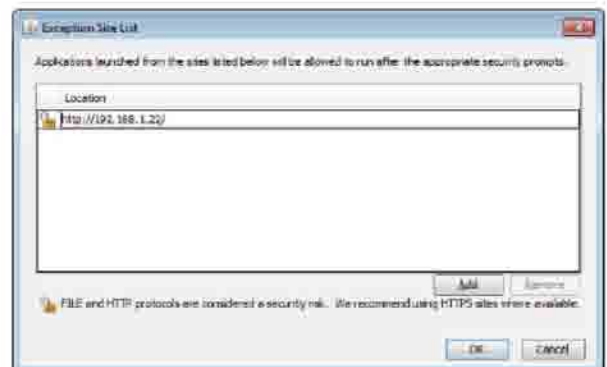 Exception Site List
Applications launched from the sites listed below will be allowed to run after the appropriate security prompts.
Location
http://192.168.1.22/
Add Remove
FILE and HTTP protocols are considered a security risk. We recommend using HTTPS sites where available.
OK Cancel